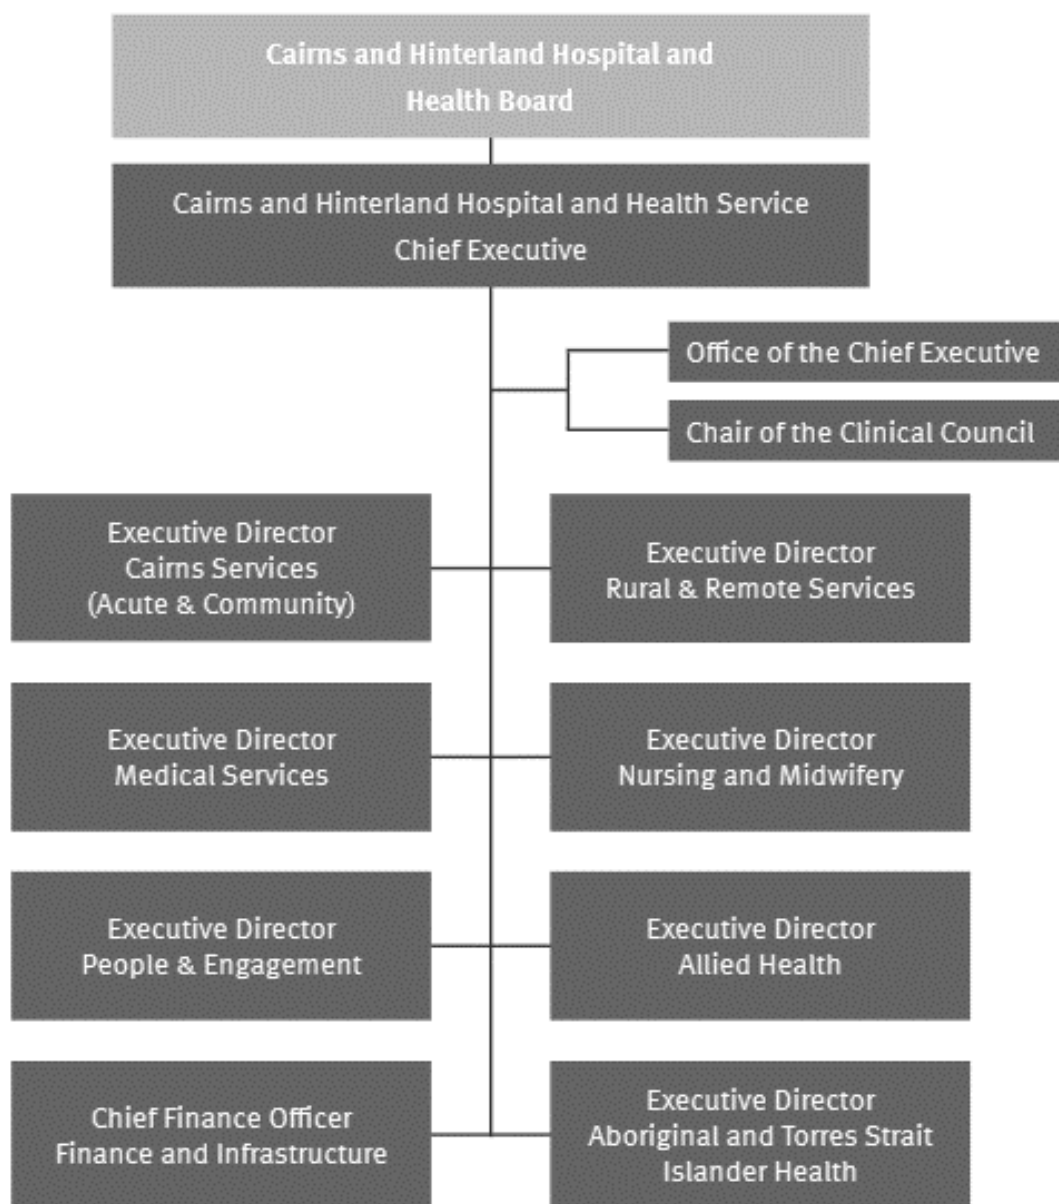 Cairns and Hinterland Hospital and
Health Board
Cairns and Hinterland Hospital and Health Service
Chief Executive
Office of the Chief Executive
Chair of the Clinical Council
Executive Director
Cairns Services
(Acute & Community)
Executive Director
Rural & Remote Services
Executive Director
Medical Services
Executive Director
Nursing and Midwifery
Executive Director
People & Engagement
Executive Director
Allied Health
Chief Finance Officer
Finance and Infrastructure
Executive Director
Aboriginal and Torres Strait
Islander Health